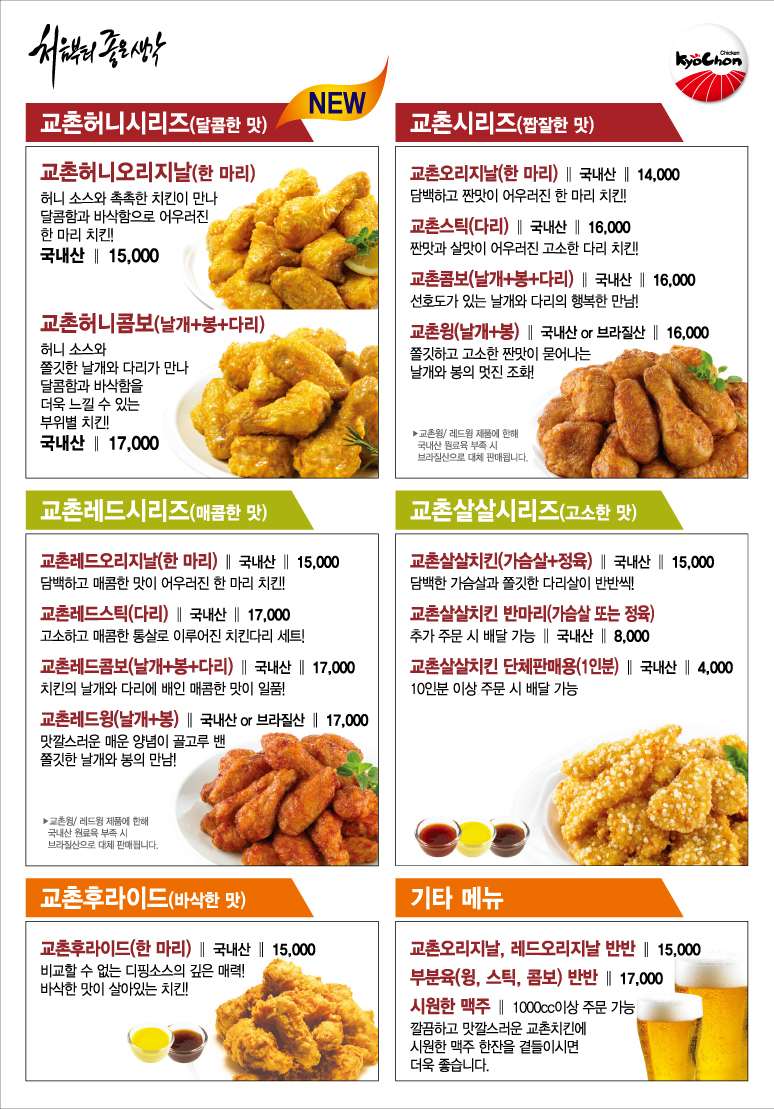 처음부터 좋은 생각
Chicken
KyoChon
NEW
교촌허니시리즈(달콤한 맛)
교촌허니오리지날(한 마리)
허니 소스와 촉촉한 치킨이 만나
달콤함과 바삭함으로 어우러진
한 마리 치킨!
국내산 ∥ 15,000
교촌허니콤보(날개+봉+다리)
허니 소스와
쫄깃한 날개와 다리가 만나
달콤함과 바삭함을
더욱 느낄 수 있는
부위별 치킨!
국내산 ∥ 17,000
교촌시리즈(짭잘한 맛)
교촌오리지날(한 마리) ∥ 국내산 ∥ 14,000
담백하고 짠맛이 어우러진 한 마리 치킨!
교촌스틱(다리) ∥ 국내산 ∥ 16,000
짠맛과 살맛이 어우러진 고소한 다리 치킨!
교촌콤보(날개+봉+다리) ∥ 국내산 ∥ 16,000
선호도가 있는 날개와 다리의 행복한 만남!
교촌윙(날개+봉) ∥ 국내산 or 브라질산 ∥ 16,000
쫄깃하고 고소한 짠맛이 묻어나는
날개와 봉의 멋진 조화!
▶교촌윙/ 레드윙 제품에 한해
국내산 원료육 부족 시
브라질산으로 대체 판매됩니다.
교촌레드시리즈(매콤한 맛)
교촌레드오리지날(한 마리) ∥ 국내산 ∥ 15,000
담백하고 매콤한 맛이 어우러진 한 마리 치킨!
교촌레드스틱(다리) ∥ 국내산 ∥ 17,000
고소하고 매콤한 통살로 이루어진 치킨다리 세트!
교촌레드콤보(날개+봉+다리) ∥ 국내산 ∥ 17,000
치킨의 날개와 다리에 배인 매콤한 맛이 일품!
교촌레드윙(날개+봉) ∥ 국내산 or 브라질산 ∥ 17,000
맛깔스러운 매운 양념이 골고루 밴
쫄깃한 날개와 봉의 만남!
▶교촌윙/ 레드윙 제품에 한해
국내산 원료육 부족 시
브라질산으로 대체 판매됩니다.
교촌살살시리즈(고소한 맛)
교촌살살치킨(가슴살+정육) ∥ 국내산 ∥ 15,000
담백한 가슴살과 쫄깃한 다리살이 반반씩!
교촌살살치킨 반마리(가슴살 또는 정육)
추가 주문 시 배달 가능 ∥ 국내산 ∥ 8,000
교촌살살치킨 단체판매용(1인분) ∥ 국내산 ∥ 4,000
10인분 이상 주문 시 배달 가능
교촌후라이드(바삭한 맛)
교촌후라이드(한 마리) ∥ 국내산 ∥ 15,000
비교할 수 없는 디핑소스의 깊은 매력!
바삭한 맛이 살아있는 치킨!
기타 메뉴
교촌오리지날, 레드오리지날 반반 ∥ 15,000
부분육(윙, 스틱, 콤보) 반반 ∥ 17,000
시원한 맥주 ∥ 1000cc이상 주문 가능
깔끔하고 맛깔스러운 교촌치킨에
시원한 맥주 한잔을 곁들이시면
더욱 좋습니다.